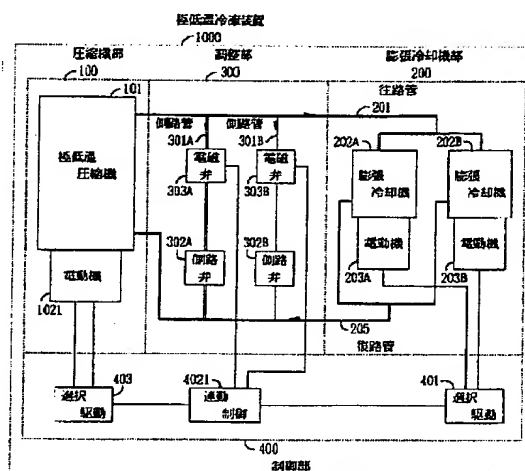 極低温冷凍装置
1000
圧縮機部
調整部
膨張冷却機部
100
300
200
往路管
101
側路管
側路管
201
301A
301B
202A
202B
極低温
圧縮機
電磁
弁
電磁
弁
膨張
冷却機
膨張
冷却機
303A
303B
302A
302B
側路
弁
側路
弁
電動機
電動機
電動機
203A
203B
1021
205
復路管
403
4021
401
選択
駆動
連動
制御
選択
駆動
400
制御部